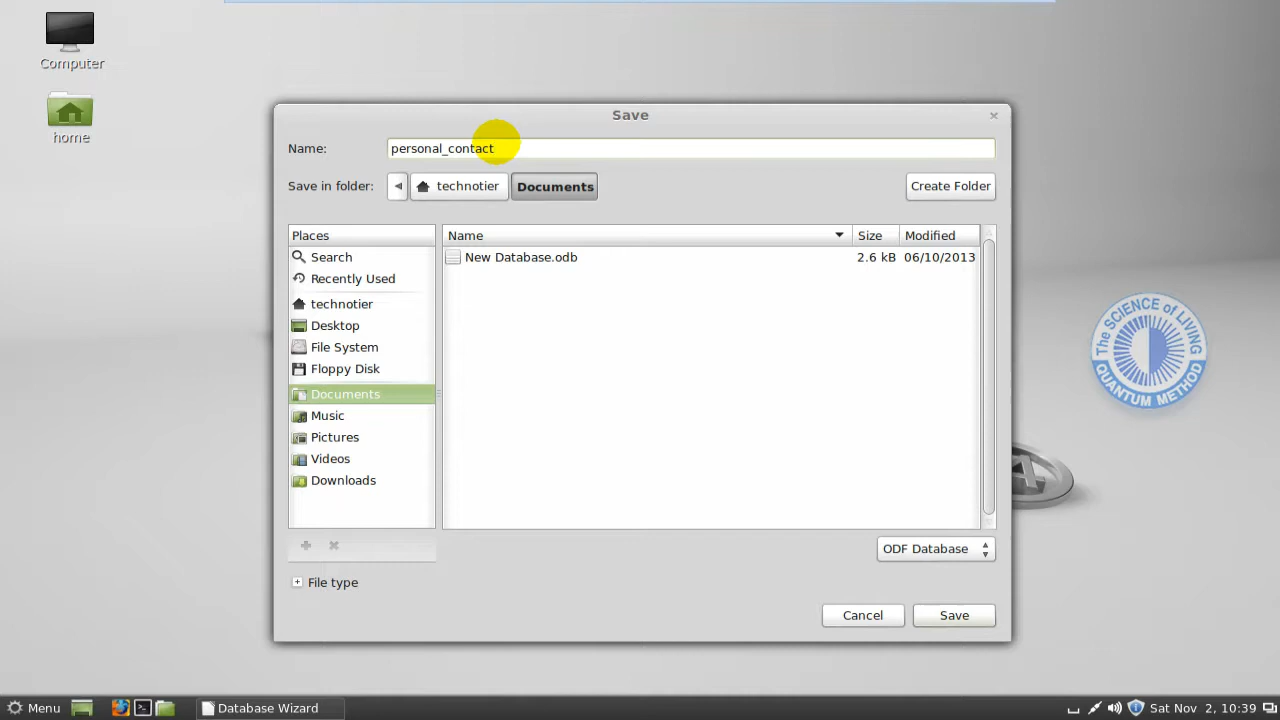 Computer
home
Save
Name: personal_contact
Save in folder: technotier Documents Create Folder
Places
Search
Recently Used
technotier
Desktop
File System
Floppy Disk
Documents
Music
Pictures
Videos
Downloads
Name Size Modified
New Database.odb 2.6 kB 06/10/2013
ODF Database
File type
Cancel Save
The SCIENCE of LIVING
QUANTUM METHOD
A
Menu Database Wizard Sat Nov 2, 10:39